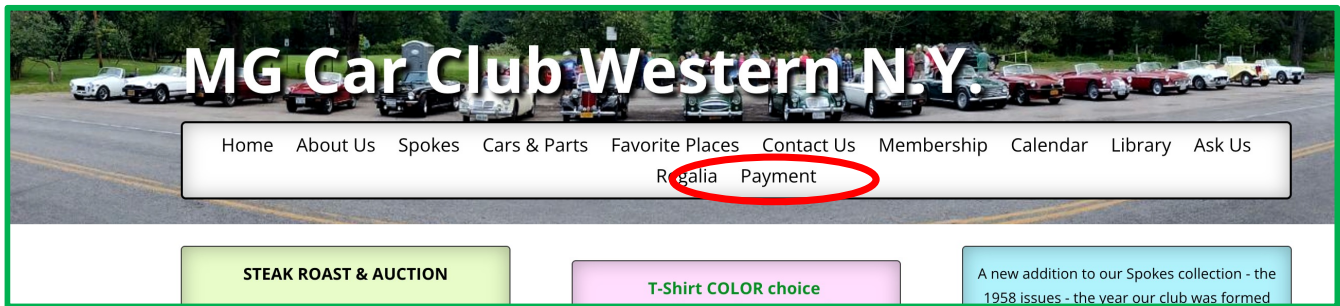 MG Car Club Western N.Y.
Home About Us Spokes Cars & Parts Favorite Places Contact Us Membership Calendar Library Ask Us
Regalia Payment
STEAK ROAST & AUCTION
T-Shirt COLOR choice
A new addition to our Spokes collection - the
1958 issues - the year our club was formed